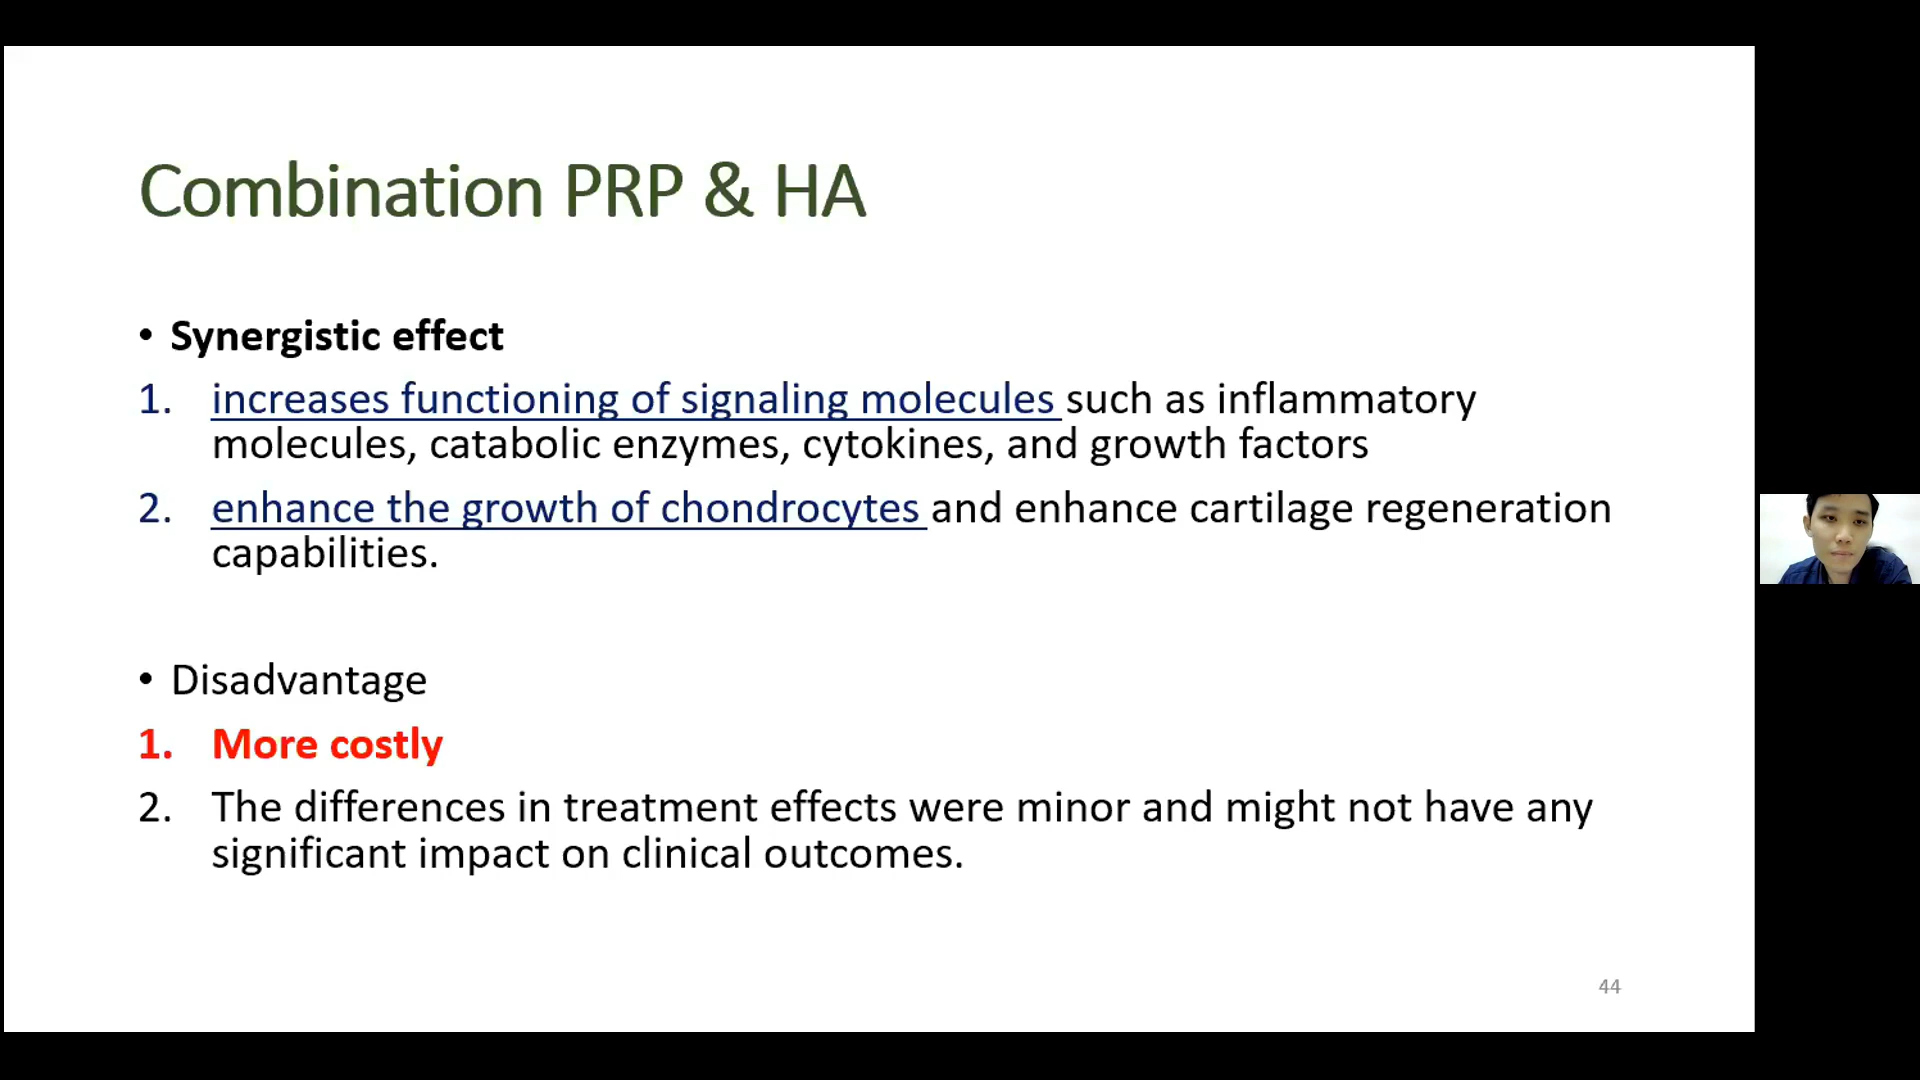 Combination PRP & HA
• Synergistic effect
1. increases functioning of signaling molecules such as inflammatory
molecules, catabolic enzymes, cytokines, and growth factors
2. enhance the growth of chondrocytes and enhance cartilage regeneration
capabilities.
• Disadvantage
1. More costly
2. The differences in treatment effects were minor and might not have any
significant impact on clinical outcomes.
44